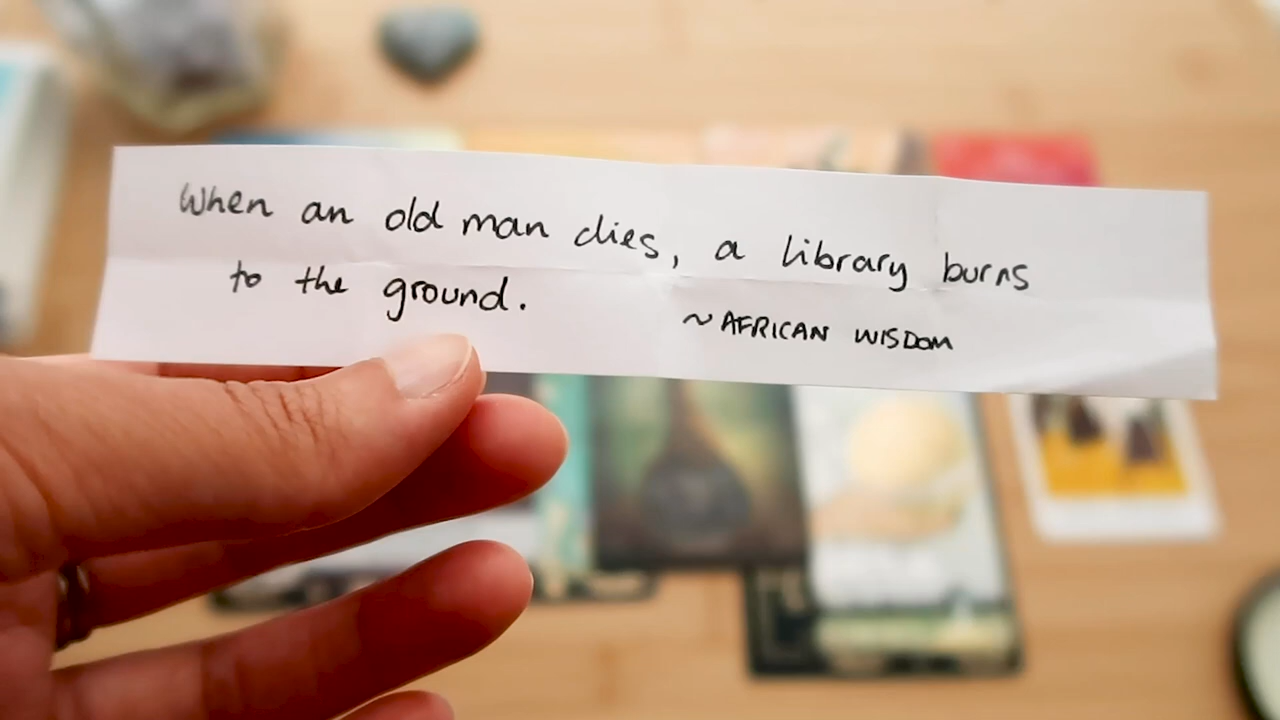 When an old man dies, a library burns
to the ground.
~AFRICAN WISDOM